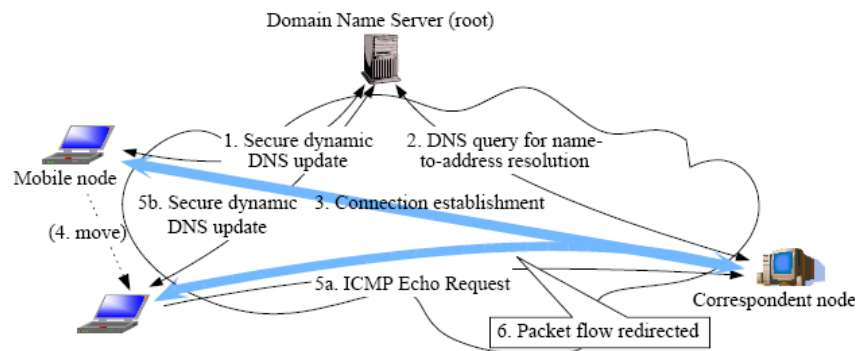 Domain Name Server (root)
1. Secure dynamic
DNS update
2. DNS query for name-
to-address resolution
Mobile node
5b. Secure dynamic
DNS update
3. Connection establishment
(4. move)
5a. ICMP Echo Request
Correspondent node
6. Packet flow redirected